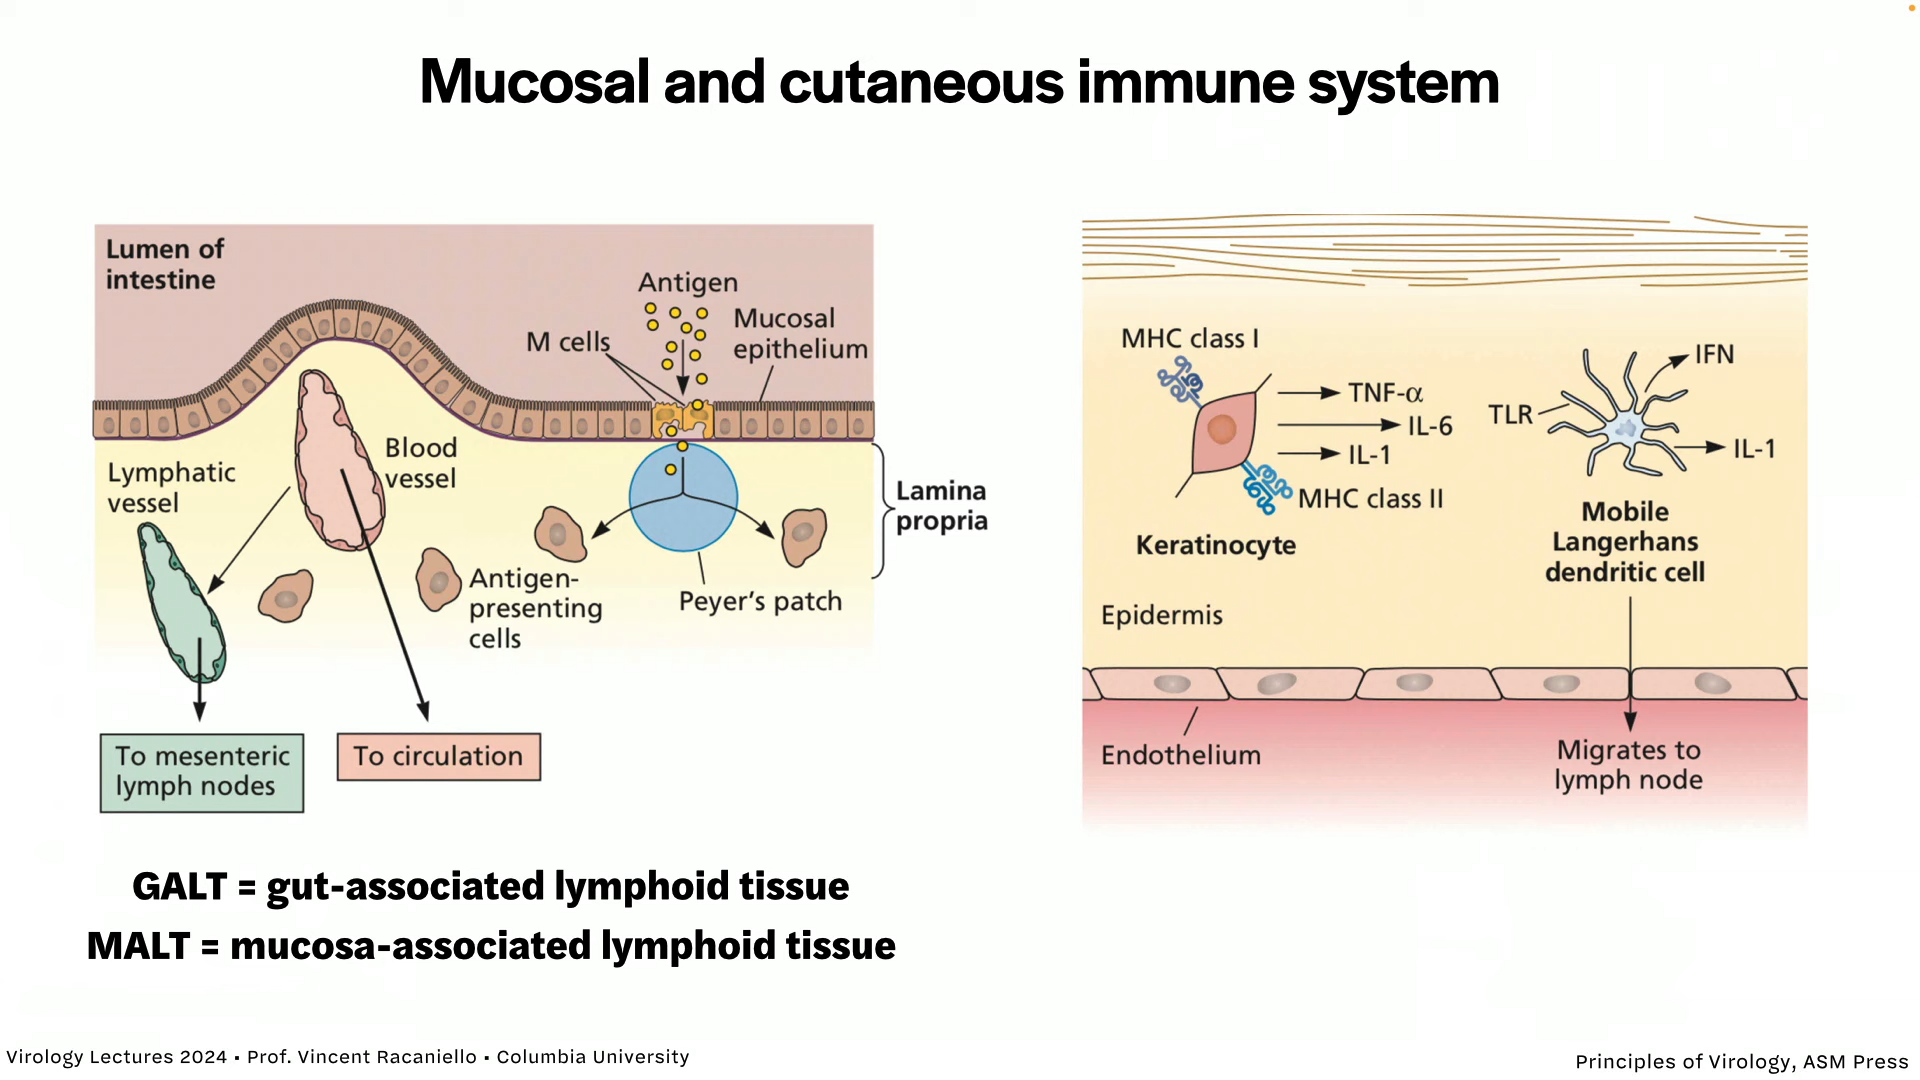 Mucosal and cutaneous immune system
Lumen of
intestine
Antigen
M cells
Mucosal
epithelium
Lymphatic
vessel
Blood
vessel
Antigen-
presenting
cells
Peyer's patch
Lamina
propria
To mesenteric
lymph nodes
To circulation
GALT = gut-associated lymphoid tissue
MALT = mucosa-associated lymphoid tissue
MHC class I
TNF-α
IL-6
IL-1
MHC class II
Keratinocyte
TLR
IFN
IL-1
Mobile
Langerhans
dendritic cell
Epidermis
Endothelium
Migrates to
lymph node
Virology Lectures 2024 • Prof. Vincent Racaniello • Columbia University
Principles of Virology, ASM Press